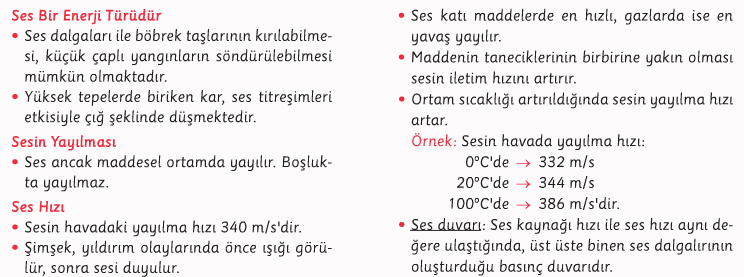 Ses Bir Enerji Türüdür
• Ses dalgaları ile böbrek taşlarının kırılabilme-
si, küçük çaplı yangınların söndürülebilmesi
mümkün olmaktadır.
• Yüksek tepelerde biriken kar, ses titreşimleri
etkisiyle çığ şeklinde düşmektedir.
Sesin Yayılması
• Ses ancak maddesel ortamda yayılır. Boşluk-
ta yayılmaz.
Ses Hızı
• Sesin havadaki yayılma hızı 340 m/s'dir.
• Şimşek, yıldırım olaylarında önce ışığı görü-
lür, sonra sesi duyulur.
• Ses katı maddelerde en hızlı, gazlarda ise en
yavaş yayılır.
• Maddenin taneciklerinin birbirine yakın olması
sesin iletim hızını artırır.
• Ortam sıcaklığı artırıldığında sesin yayılma hızı
artar.
Örnek: Sesin havada yayılma hızı:
0°C'de → 332 m/s
20°C'de → 344 m/s
100°C'de → 386 m/s'dir.
• Ses duvarı: Ses kaynağı hızı ile ses hızı aynı de-
ğere ulaştığında, üst üste binen ses dalgalırının
oluşturduğu basınç duvarıdır.